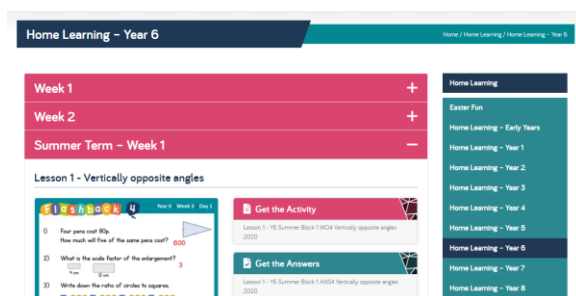 Home Learning – Year 6
Home / Home Learning / Home Learning – Year 6
Week 1
Week 2
Summer Term – Week 1
Lesson 1 - Vertically opposite angles
Flashback 4
Year 6 Week 5 Day 1
1) Four pens cost 80p.
How much will five of the same pens cost? £1.00
2) What is the scale factor of the enlargement?
3
12 cm
3) Write down the ratio of circles to squares.
Get the Activity
Lesson 1 - Y6 Summer Block 1 WO4 Vertically opposite angles
2020
Get the Answers
Lesson 1 - Y6 Summer Block 1 ANS4 Vertically opposite angles
2020
Home Learning
Easter Fun
Home Learning – Early Years
Home Learning – Year 1
Home Learning – Year 2
Home Learning – Year 3
Home Learning – Year 4
Home Learning – Year 5
Home Learning – Year 6
Home Learning – Year 7
Home Learning – Year 8